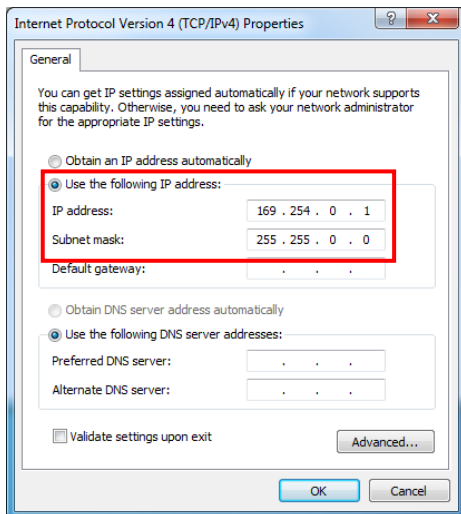 Internet Protocol Version 4 (TCP/IPv4) Properties
General
You can get IP settings assigned automatically if your network supports
this capability. Otherwise, you need to ask your network administrator
for the appropriate IP settings.
Obtain an IP address automatically
Use the following IP address:
IP address: 169 . 254 . 0 . 1
Subnet mask: 255 . 255 . 0 . 0
Default gateway: . . .
Obtain DNS server address automatically
Use the following DNS server addresses:
Preferred DNS server: . . .
Alternate DNS server: . . .
Validate settings upon exit
Advanced...
OK Cancel